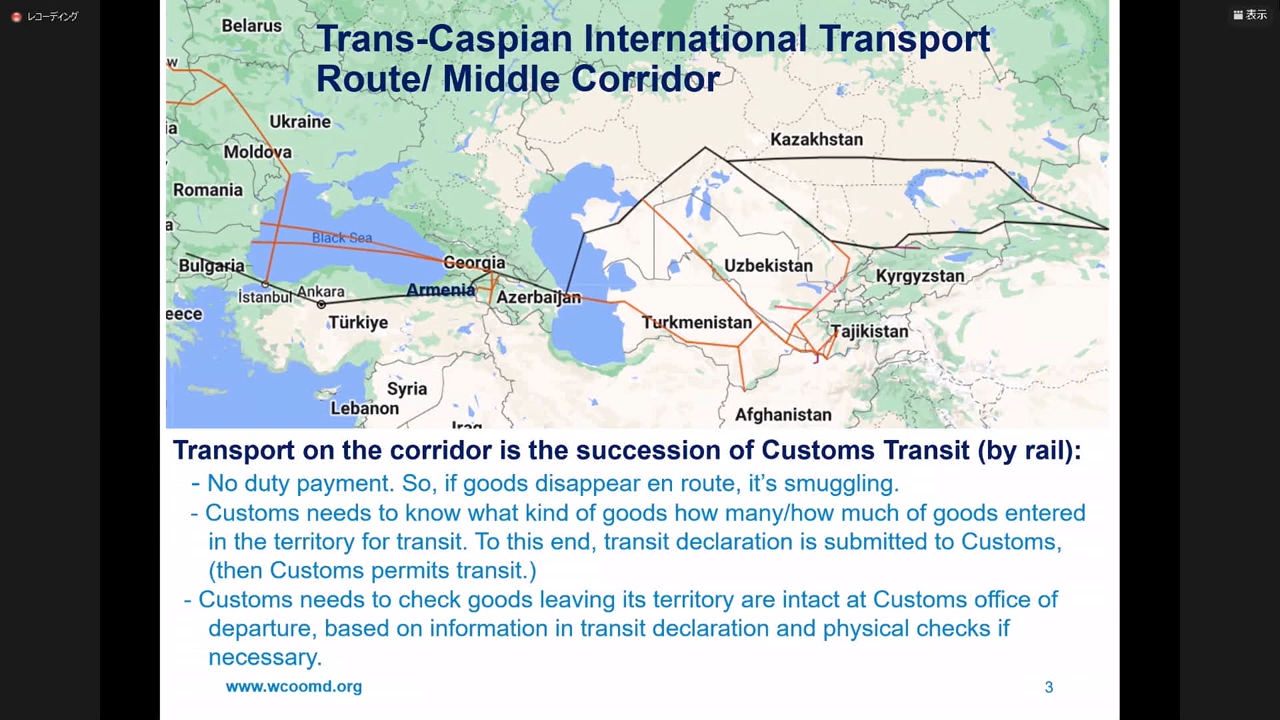 レコーディング
表示
Trans-Caspian International Transport
Route/ Middle Corridor
Belarus
w
Ukraine
ia
Moldova
Kazakhstan
Romania
a
Black Sea
Bulgaria
Georgia
Uzbekistan
Kyrgyzstan
İstanbul
Ankara
Armenia
Azerbaijan
eece
Türkiye
Turkmenistan
Tajikistan
Syria
Lebanon
Iraq
Afghanistan
Transport on the corridor is the succession of Customs Transit (by rail):
- No duty payment. So, if goods disappear en route, it’s smuggling.
- Customs needs to know what kind of goods how many/how much of goods entered
in the territory for transit. To this end, transit declaration is submitted to Customs,
(then Customs permits transit.)
- Customs needs to check goods leaving its territory are intact at Customs office of
departure, based on information in transit declaration and physical checks if
necessary.
www.wcoomd.org
3